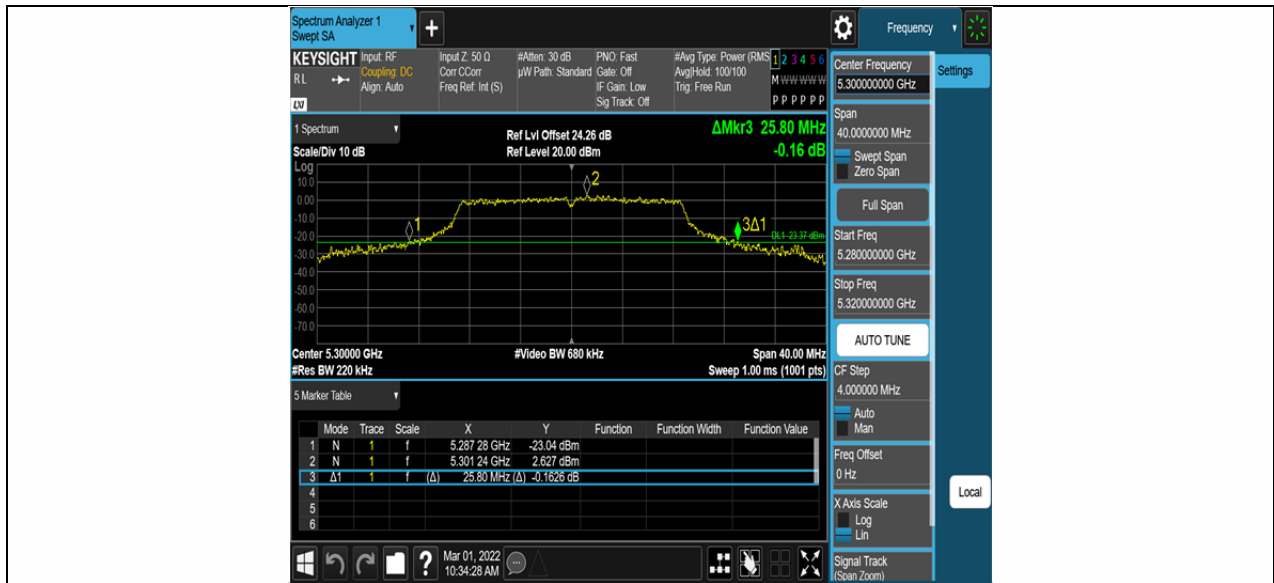 Spectrum Analyzer 1
Swept SA
Frequency
KEYSIGHT Input: RF Input Z: 50 Ω #Atten: 30 dB PNO: Fast #Avg Type: Power (RMS 1 2 3 4 5 6
RL Coupling: DC Corr CCorr µW Path: Standard Gate: Off Avg|Hold: 100/100 M W W W W W
Align: Auto Freq Ref: Int (S) IF Gain: Low Trig: Free Run
Sig Track: Off P P P P P P
LXI
Center Frequency
5.300000000 GHz
Settings
1 Spectrum
Ref Lvl Offset 24.26 dB
ΔMkr3 25.80 MHz
Scale/Div 10 dB
Ref Level 20.00 dBm
-0.16 dB
Log
10.0
0.00
-10.0
-20.0
-30.0
-40.0
-50.0
-60.0
-70.0
1
2
3Δ1
DL1 -23.37 dBm
Center 5.30000 GHz #Video BW 680 kHz Span 40.00 MHz
#Res BW 220 kHz Sweep 1.00 ms (1001 pts)
Span
40.0000000 MHz
Swept Span
Zero Span
Full Span
Start Freq
5.280000000 GHz
Stop Freq
5.320000000 GHz
AUTO TUNE
CF Step
4.000000 MHz
Auto
Man
Freq Offset
0 Hz
X Axis Scale
Log
Lin
Signal Track
(Span Zoom)
Local
5 Marker Table
Mode Trace Scale X Y Function Function Width Function Value
1 N 1 f 5.287 28 GHz -23.04 dBm
2 N 1 f 5.301 24 GHz 2.627 dBm
3 Δ1 1 f (Δ) 25.80 MHz (Δ) -0.1626 dB
4
5
6
?
Mar 01, 2022
10:34:28 AM